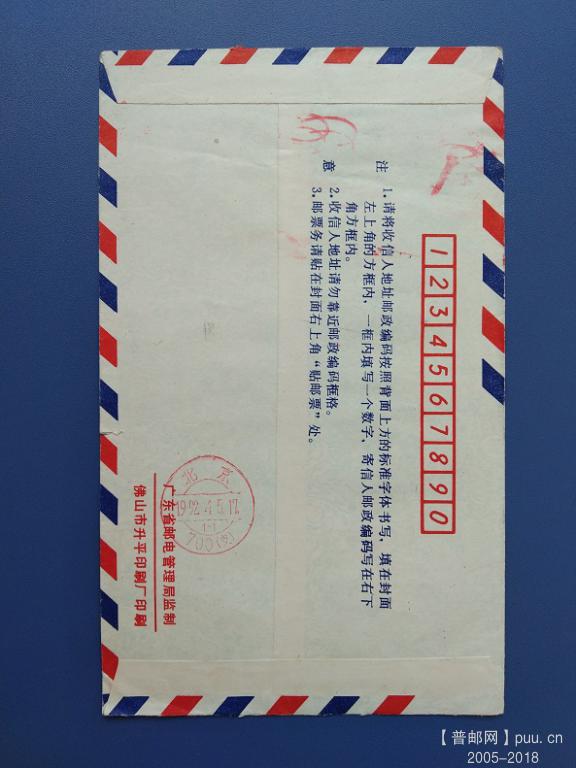 1234567890
注意
1. 请将收信人地址邮政编码按照背面上方的标准字体书写,填在封面
左上角的方框内,一框内填写一个数字,寄信人邮政编码写在右下
角方框内。
2. 收信人地址请勿靠近邮政编码框格。
3. 邮票务请贴在封面右上角“贴邮票”处。
北京
1992.4.5.17
700(支)
广东省邮电管理局监制
佛山市升平印刷厂印刷
【普邮网】puu.cn
2005-2018